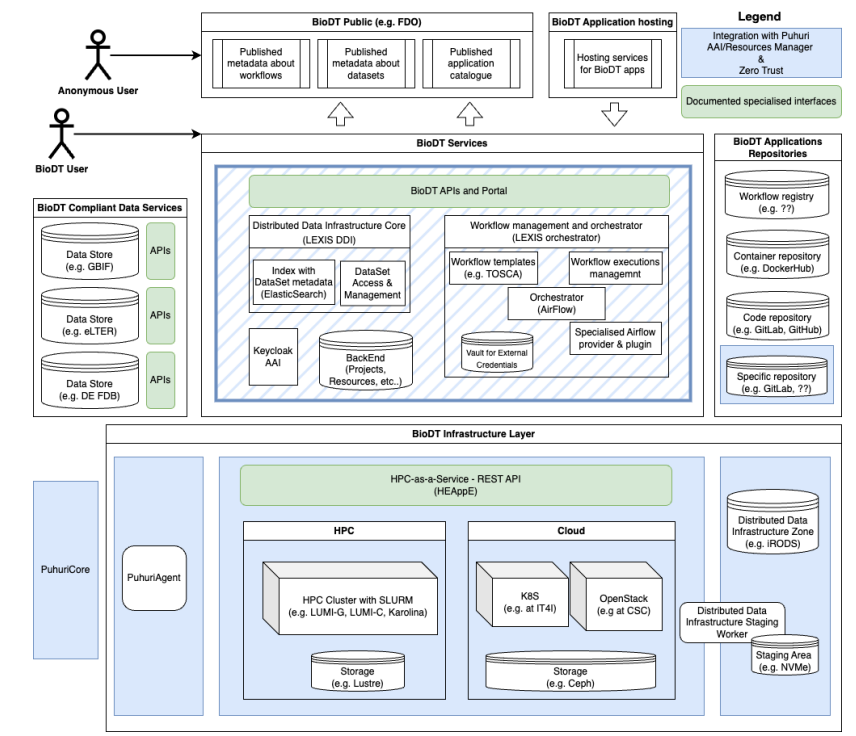 BioDT Public (e.g. FDO)
Published
metadata about
workflows
Published
metadata about
datasets
Published
application
catalogue
BioDT Application hosting
Hosting services
for BioDT apps
Legend
Integration with Puhuri
AAI/Resources Manager
&
Zero Trust
Documented specialised interfaces
Anonymous User
BioDT User
BioDT Services
BioDT APIs and Portal
Distributed Data Infrastructure Core
(LEXIS DDI)
Index with
DataSet metadata
(ElasticSearch)
DataSet
Access &
Management
Keycloak
AAI
BackEnd
(Projects,
Resources, etc..)
Workflow management and orchestrator
(LEXIS orchestrator)
Workflow templates
(e.g. TOSCA)
Workflow executions
managemnt
Orchestrator
(AirFlow)
Specialised Airflow
provider & plugin
Vault for External
Credentials
BioDT Applications
Repositories
Workflow registry
(e.g. ??)
Container repository
(e.g. DockerHub)
Code repository
(e.g. GitLab, GitHub)
Specific repository
(e.g. GitLab, ??)
BioDT Compliant Data Services
Data Store
(e.g. GBIF)
APIs
Data Store
(e.g. eLTER)
APIs
Data Store
(e.g. DE FDB)
APIs
BioDT Infrastructure Layer
PuhuriCore
PuhuriAgent
HPC-as-a-Service - REST API
(HEAppE)
HPC
HPC Cluster with SLURM
(e.g. LUMI-G, LUMI-C, Karolina)
Storage
(e.g. Lustre)
Cloud
K8S
(e.g. at IT4I)
OpenStack
(e.g at CSC)
Storage
(e.g. Ceph)
Distributed Data
Infrastructure Zone
(e.g. iRODS)
Distributed Data
Infrastructure Staging
Worker
Staging Area
(e.g. NVMe)